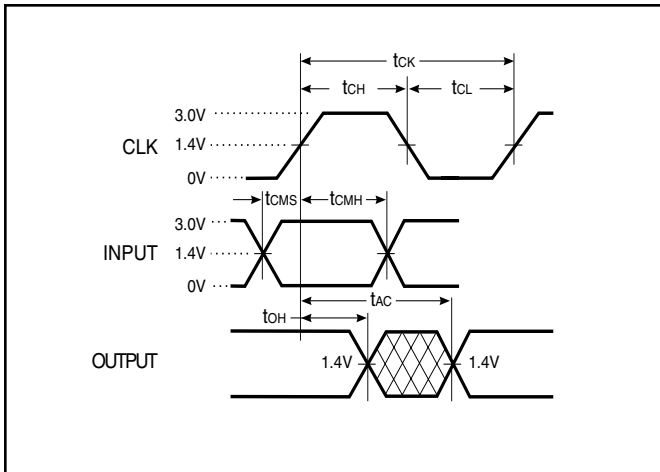 tCK
tCH tCL
3.0V
CLK 1.4V
0V
tCMS tCMH
3.0V
INPUT 1.4V
0V
tAC
tOH
OUTPUT 1.4V 1.4V